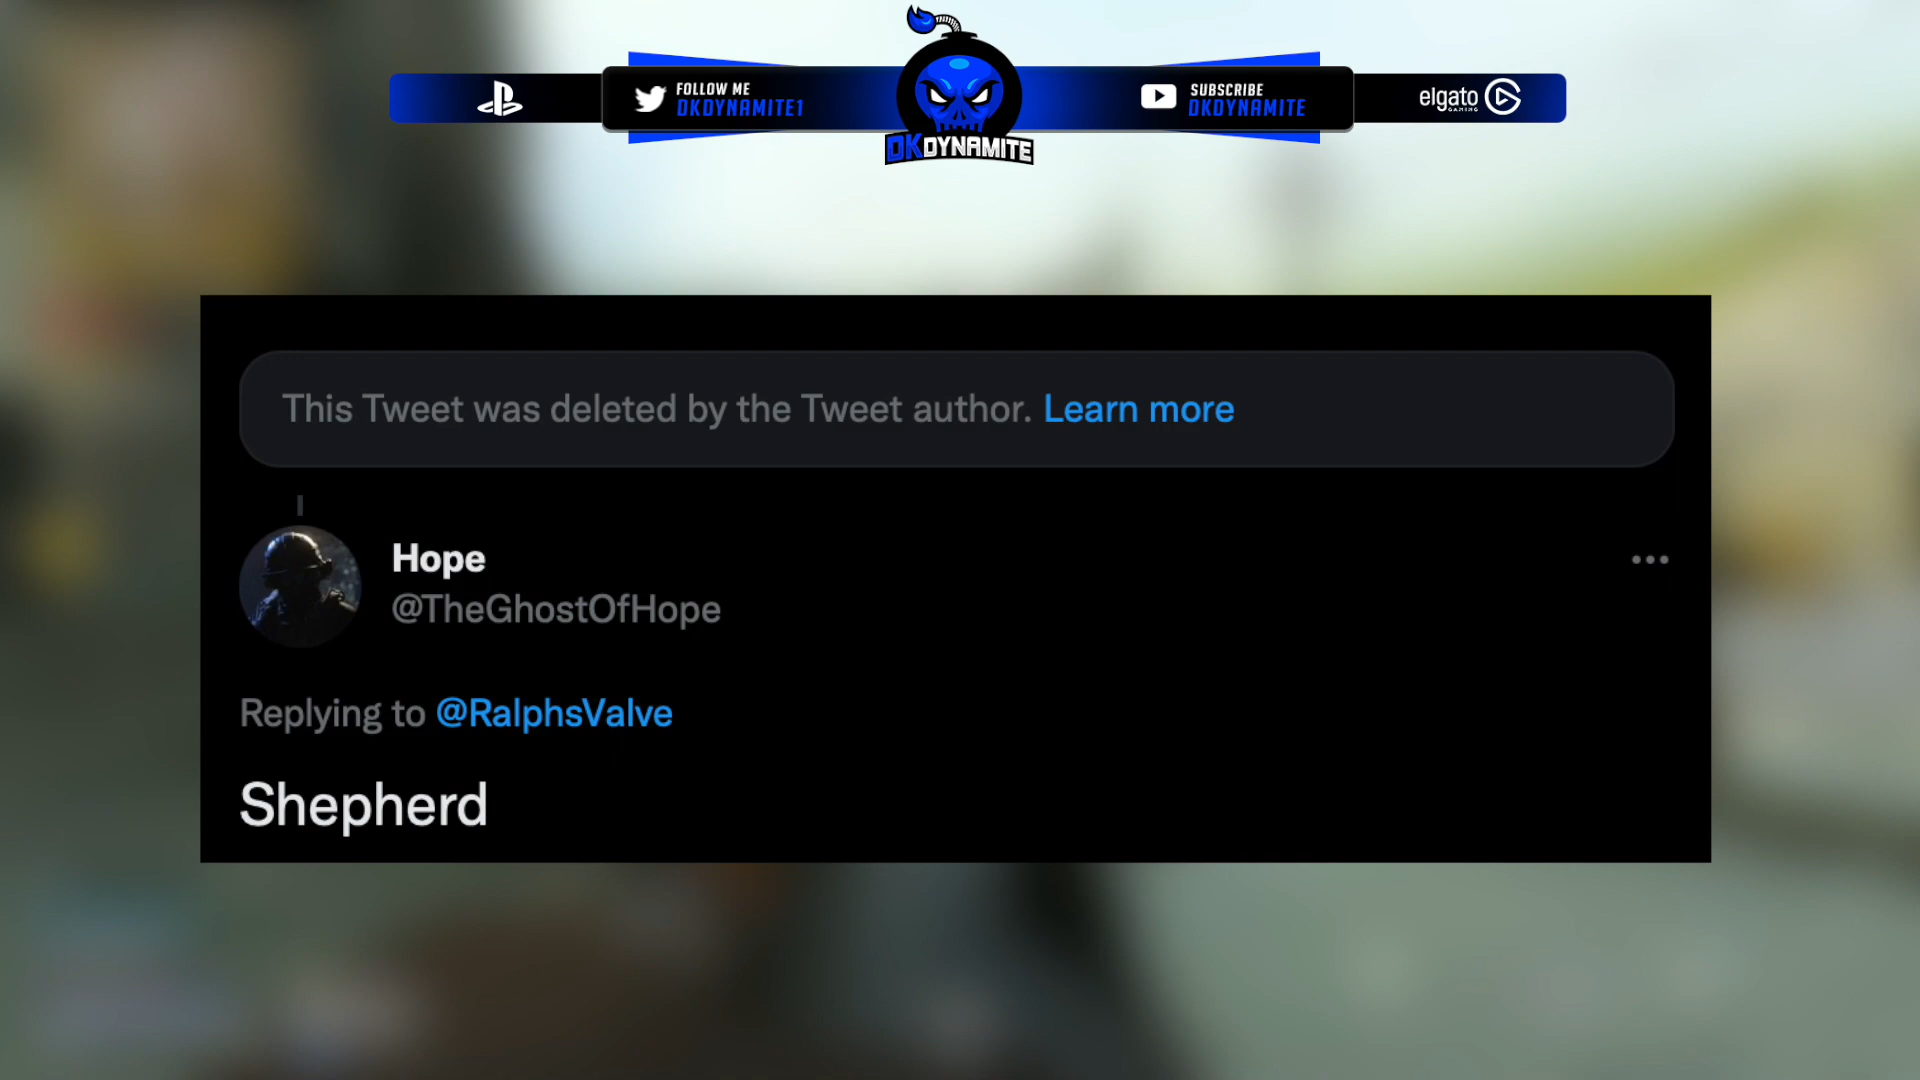 FOLLOW ME
DKDYNAMITE1
DKDYNAMITE
SUBSCRIBE
DKDYNAMITE
elgato
GAMING
This Tweet was deleted by the Tweet author. Learn more
Hope
@TheGhostOfHope
Replying to @RalphsValve
Shepherd